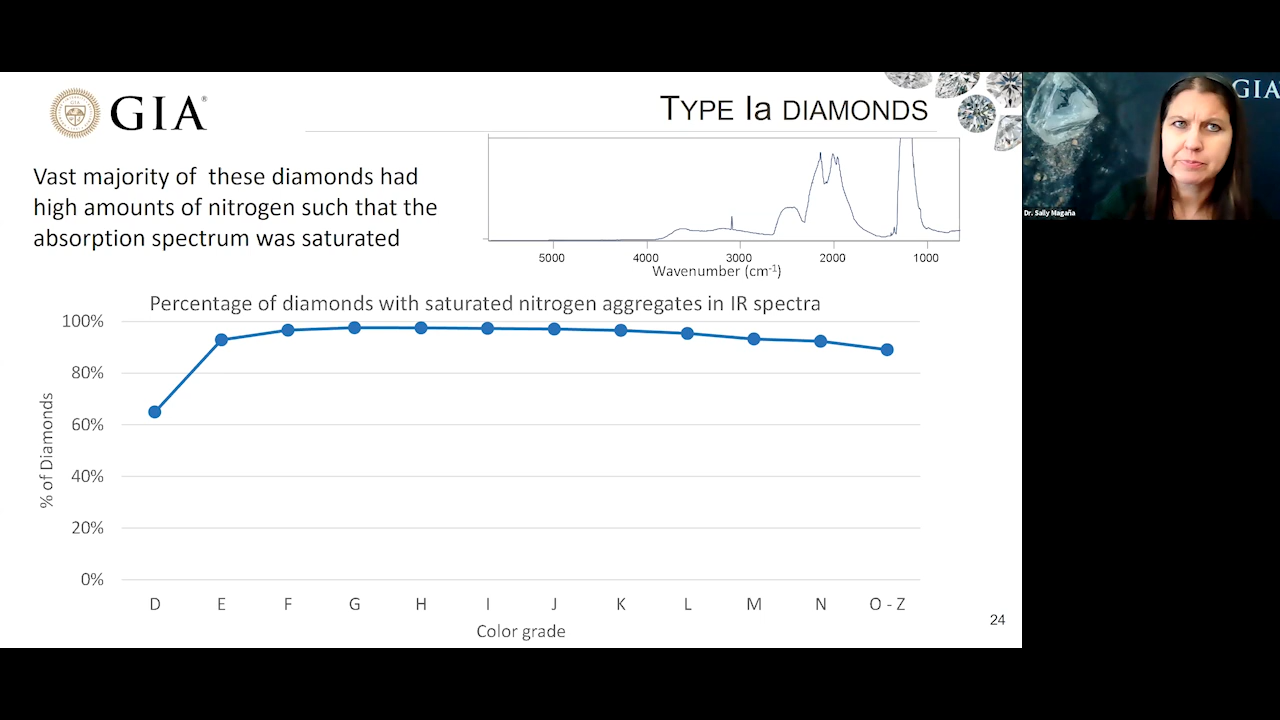 GIA®
TYPE Ia DIAMONDS
GIA
Dr. Sally Magaña
Vast majority of these diamonds had
high amounts of nitrogen such that the
absorption spectrum was saturated
5000 4000 3000 2000 1000
Wavenumber (cm-1)
Percentage of diamonds with saturated nitrogen aggregates in IR spectra
100%
80%
60%
40%
20%
0%
% of Diamonds
D E F G H I J K L M N O - Z
Color grade
24